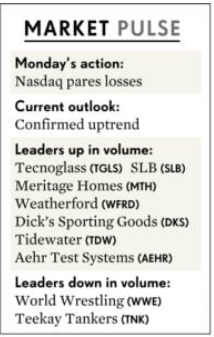 MARKET PULSE
Monday's action:
Nasdaq pares losses
Current outlook:
Confirmed uptrend
Leaders up in volume:
Tecnoglass (TGLS) SLB (SLB)
Meritage Homes (MTH)
Weatherford (WFRD)
Dick's Sporting Goods (DKS)
Tidewater (TDW)
Aehr Test Systems (AEHR)
Leaders down in volume:
World Wrestling (WWE)
Teekay Tankers (TNK)